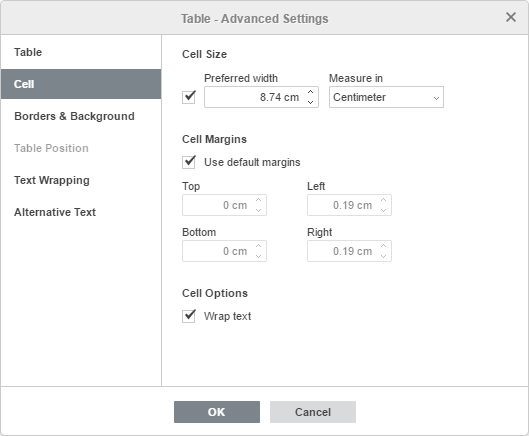 Table - Advanced Settings
Table
Cell
Borders & Background
Table Position
Text Wrapping
Alternative Text
Cell Size
Preferred width Measure in
8.74 cm Centimeter
Cell Margins
Use default margins
Top Left
0 cm 0.19 cm
Bottom Right
0 cm 0.19 cm
Cell Options
Wrap text
OK Cancel